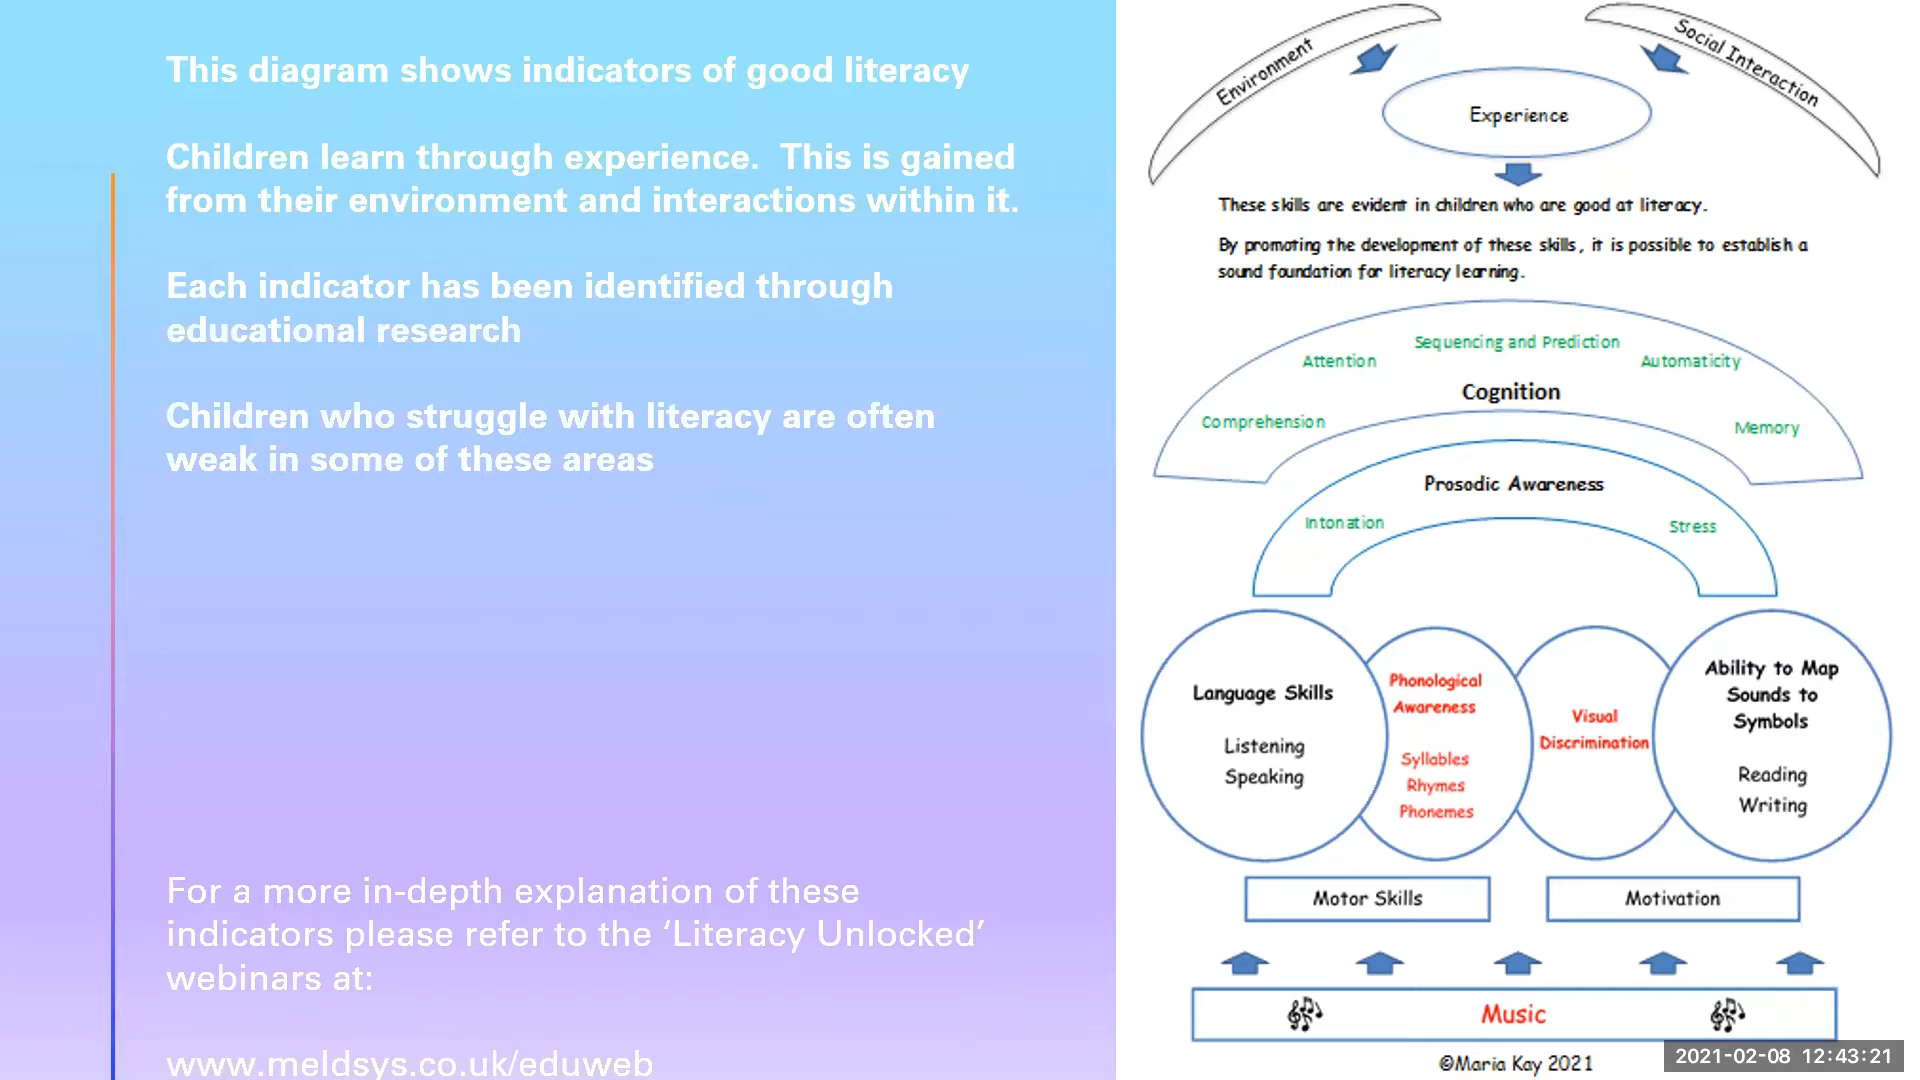 This diagram shows indicators of good literacy
Children learn through experience.  This is gained
from their environment and interactions within it.
Each indicator has been identified through
educational research
Children who struggle with literacy are often
weak in some of these areas
For a more in-depth explanation of these
indicators please refer to the ‘Literacy Unlocked’
webinars at:
www.meldsys.co.uk/eduweb
Environment
Social Interaction
Experience
These skills are evident in children who are good at literacy.
By promoting the development of these skills, it is possible to establish a
sound foundation for literacy learning.
Sequencing and Prediction
Attention
Automaticity
Cognition
Comprehension
Memory
Prosodic Awareness
Intonation
Stress
Language Skills
Listening
Speaking
Phonological
Awareness
Syllables
Rhymes
Phonemes
Visual
Discrimination
Ability to Map
Sounds to
Symbols
Reading
Writing
Motor Skills
Motivation
Music
©Maria Kay 2021
2021-02-08 12:43:21